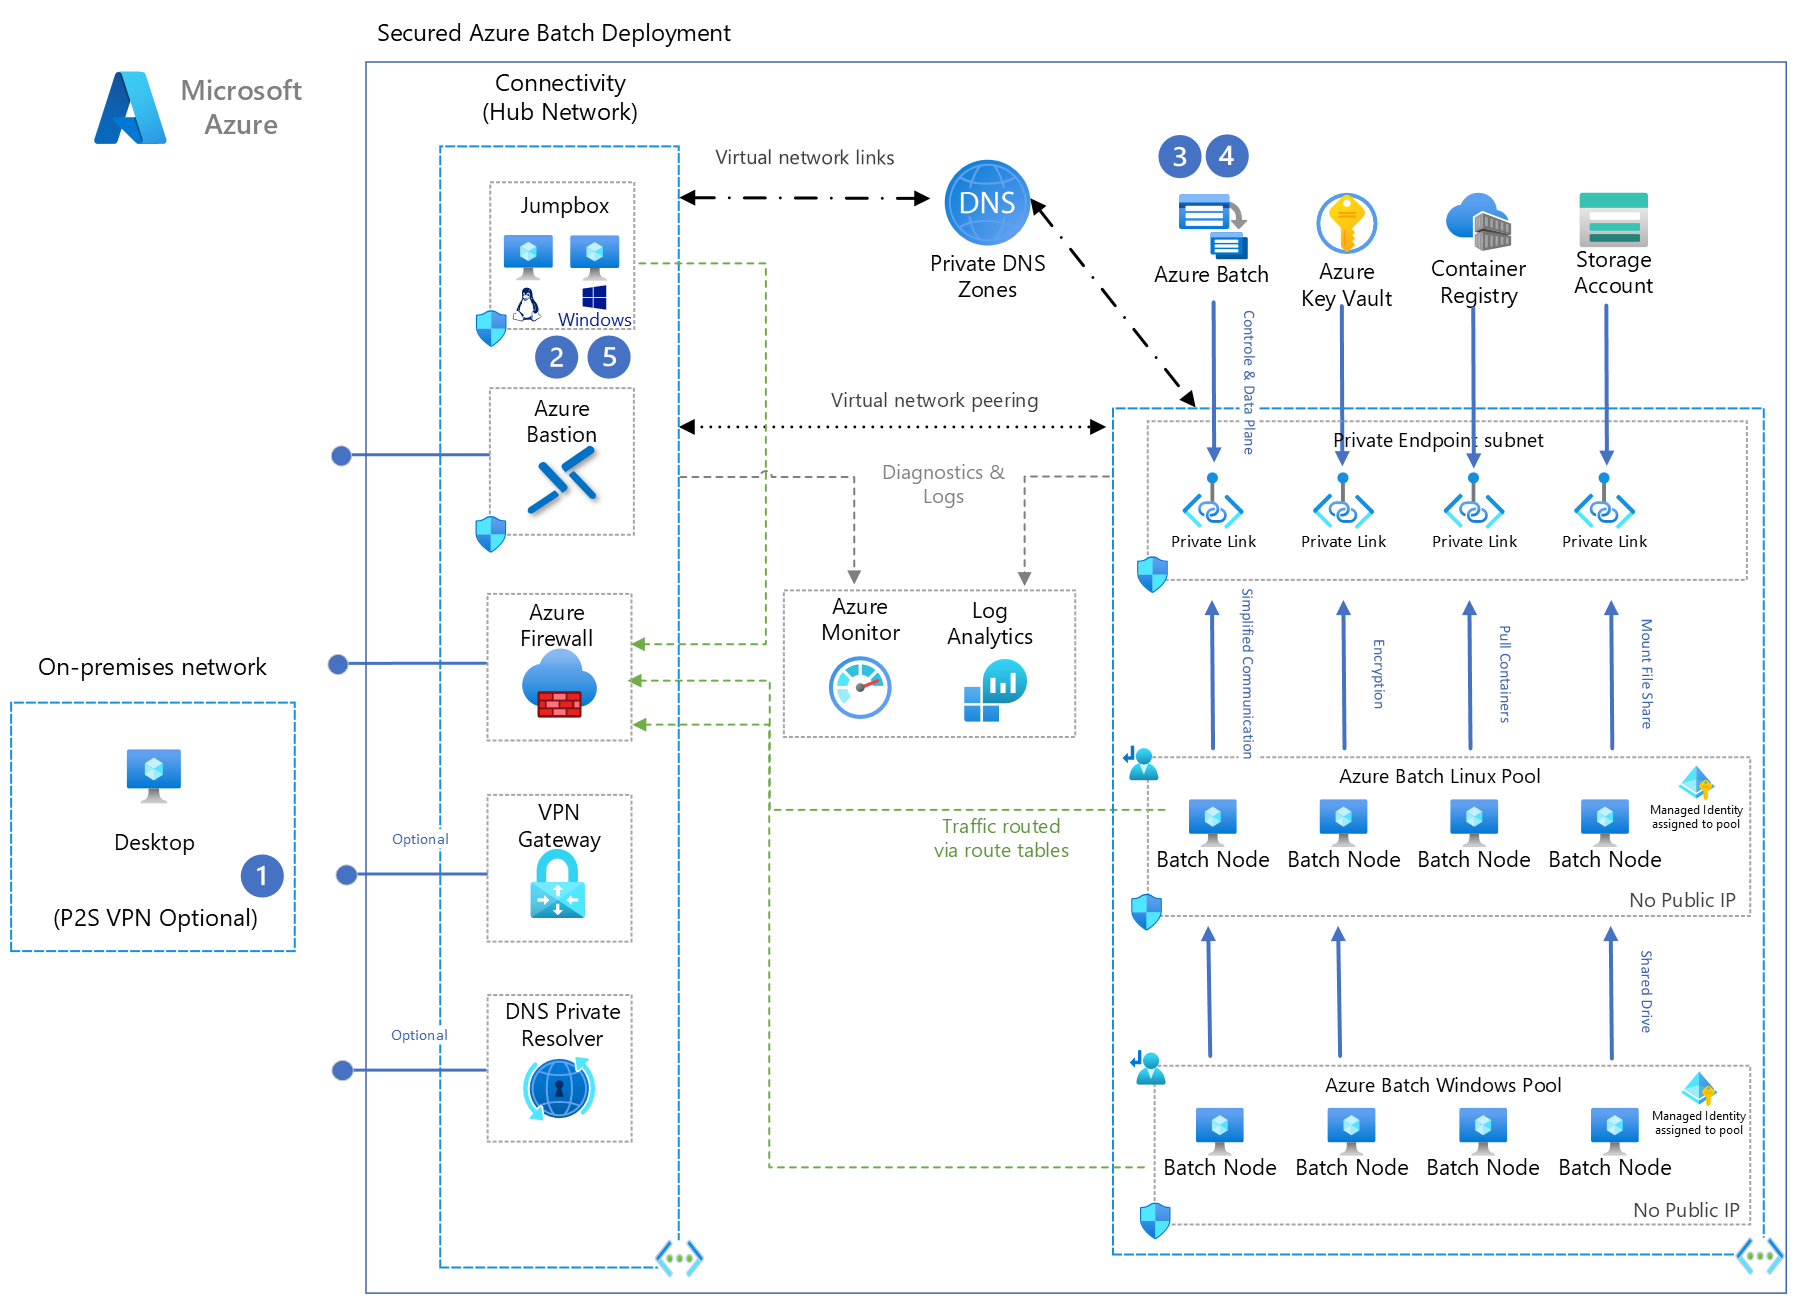 Secured Azure Batch Deployment
Microsoft
Azure
Connectivity
(Hub Network)
Jumpbox
Windows
2
5
Azure
Bastion
Azure
Firewall
VPN
Gateway
Optional
DNS Private
Resolver
Optional
On-premises network
Desktop
1
(P2S VPN Optional)
Virtual network links
DNS
Private DNS
Zones
Virtual network peering
Diagnostics &
Logs
Azure
Monitor
Log
Analytics
Traffic routed
via route tables
3
4
Azure Batch
Azure
Key Vault
Container
Registry
Storage
Account
Controle & Data Plane
Private Endpoint subnet
Private Link
Private Link
Private Link
Private Link
Simplified Communication
Encryption
Pull Containers
Mount File Share
Azure Batch Linux Pool
Managed Identity
assigned to pool
Batch Node
Batch Node
Batch Node
Batch Node
No Public IP
Shared Drive
Azure Batch Windows Pool
Managed Identity
assigned to pool
Batch Node
Batch Node
Batch Node
Batch Node
No Public IP